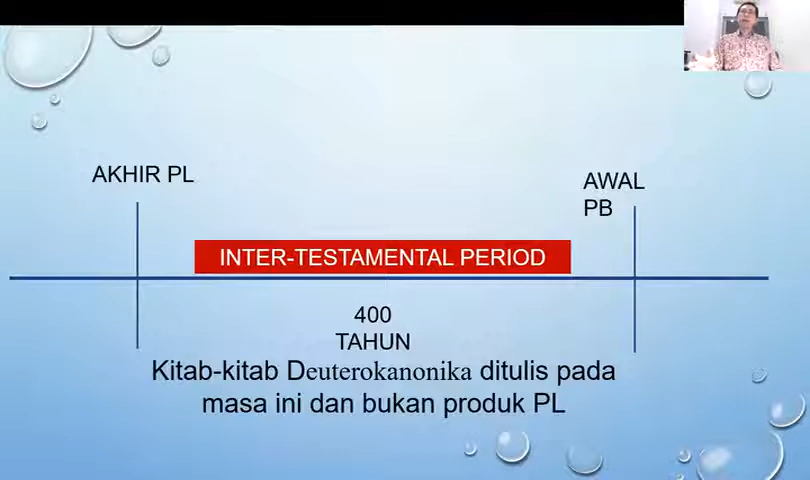 AKHIR PL
AWAL
PB
INTER-TESTAMENTAL PERIOD
400
TAHUN
Kitab-kitab Deuterokanonika ditulis pada
masa ini dan bukan produk PL